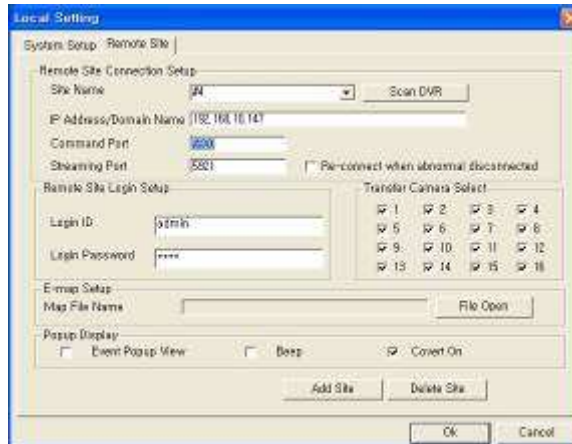 Local Setting
System Setup Remote Site
Remote Site Connection Setup
Site Name Scan DVR
IP Address/Domain Name 192,168,10,147
Command Port
Streaming Port 5921 Re-connect when abnormal disconnected
Remote Site Login Setup Transfer Camera Select
1 2 3 4
Login ID admin 5 6 7 8
9 10 11 12
Login Password **** 13 14 15 16
E-map Setup
Map File Name File Open
Popup Display
Event Popup View Beep Covert On
Add Site Delete Site
Ok Cancel